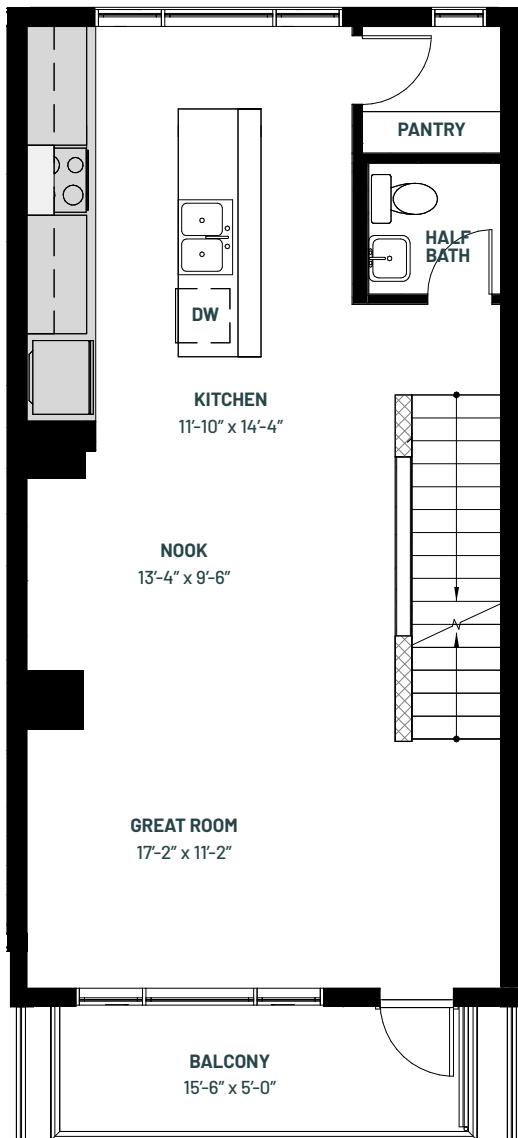 PANTRY
HALF
BATH
DW
KITCHEN
11′-10″ x 14′-4″
NOOK
13′-4″ x 9′-6″
GREAT ROOM
17′-2″ x 11′-2″
BALCONY
15′-6″ x 5′-0″